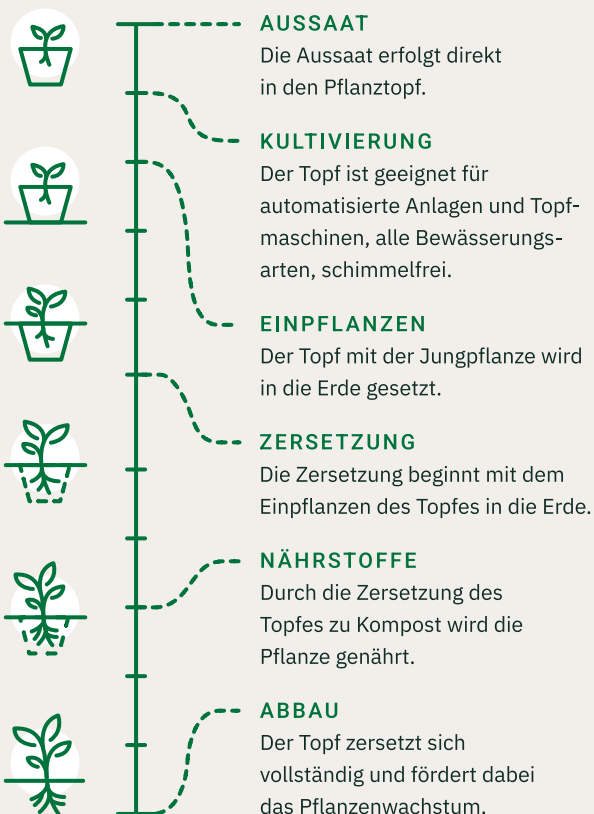 AUSSAAT
Die Aussaat erfolgt direkt
in den Pflanztopf.
KULTIVIERUNG
Der Topf ist geeignet für
automatisierte Anlagen und Topf-
maschinen, alle Bewässerungs-
arten, schimmelfrei.
EINPFLANZEN
Der Topf mit der Jungpflanze wird
in die Erde gesetzt.
ZERSETZUNG
Die Zersetzung beginnt mit dem
Einpflanzen des Topfes in die Erde.
NÄHRSTOFFE
Durch die Zersetzung des
Topfes zu Kompost wird die
Pflanze genährt.
ABBAU
Der Topf zersetzt sich
vollständig und fördert dabei
das Pflanzenwachstum.